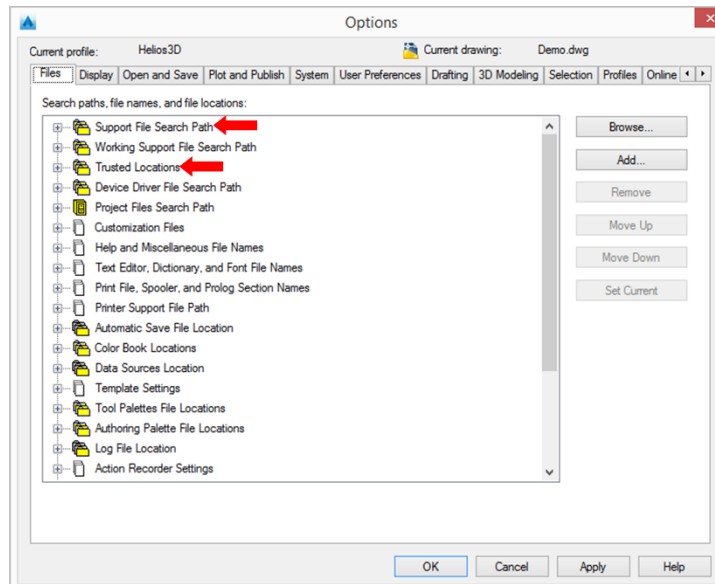 Options
Current profile: Helios3D Current drawing: Demo.dwg
Files Display Open and Save Plot and Publish System User Preferences Drafting 3D Modeling Selection Profiles Online
Search paths, file names, and file locations:
Support File Search Path
Working Support File Search Path
Trusted Locations
Device Driver File Search Path
Project Files Search Path
Customization Files
Help and Miscellaneous File Names
Text Editor, Dictionary, and Font File Names
Print File, Spooler, and Prolog Section Names
Printer Support File Path
Automatic Save File Location
Color Book Locations
Data Sources Location
Template Settings
Tool Palettes File Locations
Authoring Palette File Locations
Log File Location
Action Recorder Settings
Browse...
Add...
Remove
Move Up
Move Down
Set Current
OK Cancel Apply Help